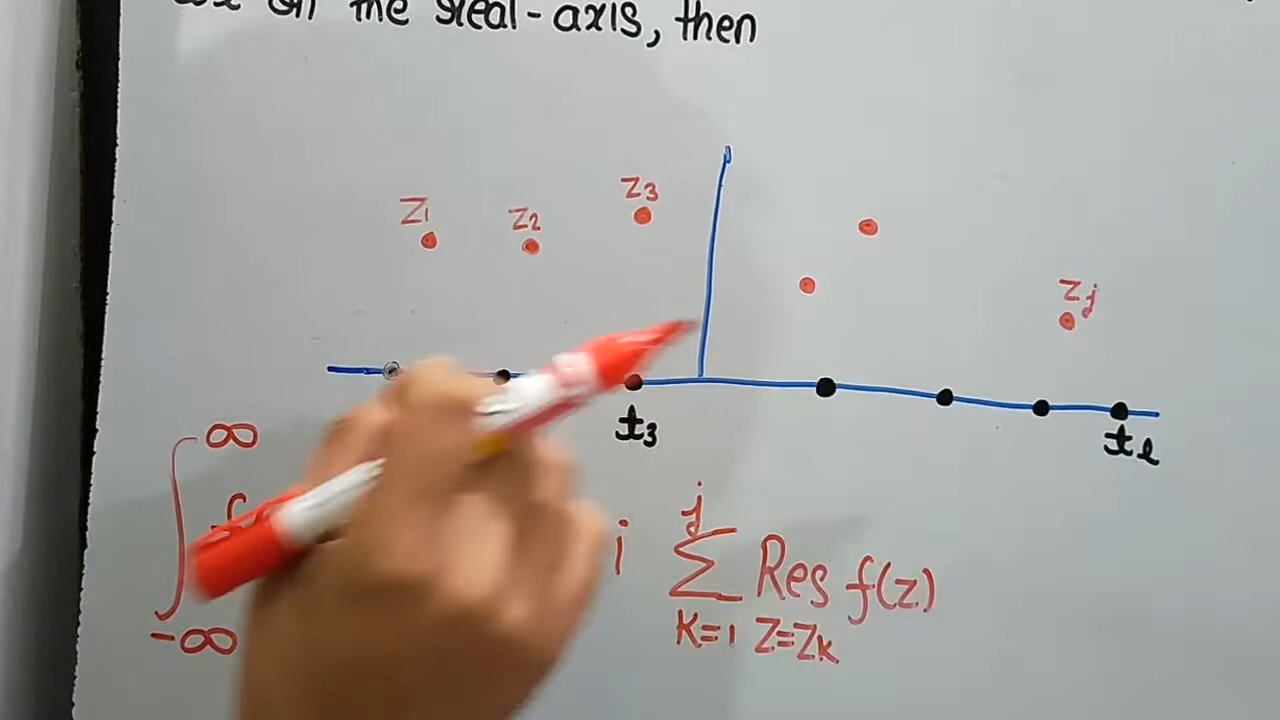 on the real-axis, then
z₁ z₂ z₃
zⱼ
t₃ tₗ
∫ ∞ -∞ f i ∑ j k=1 Res z=zₖ f(z)